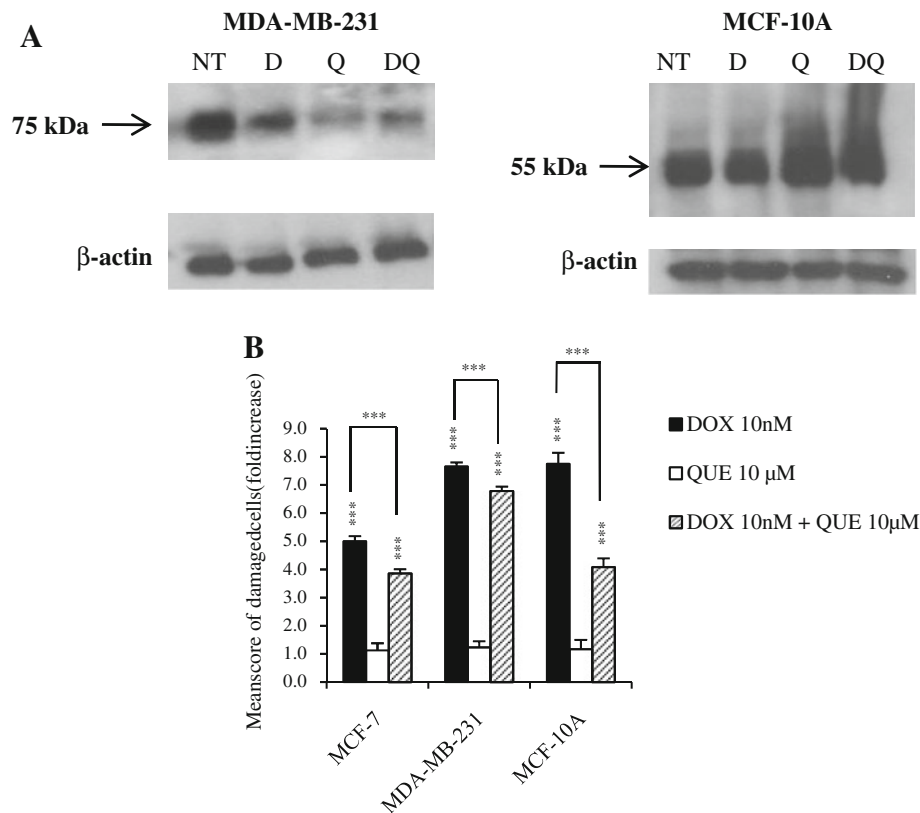 A
MDA-MB-231
NT D Q DQ
75 kDa
β-actin
MCF-10A
NT D Q DQ
55 kDa
β-actin
B
Meanscore of damagedcells(foldincrease)
9.0
8.0
7.0
6.0
5.0
4.0
3.0
2.0
1.0
0.0
***
***
***
***
***
***
***
***
***
MCF-7
MDA-MB-231
MCF-10A
DOX 10nM
QUE 10 µM
DOX 10nM + QUE 10µM